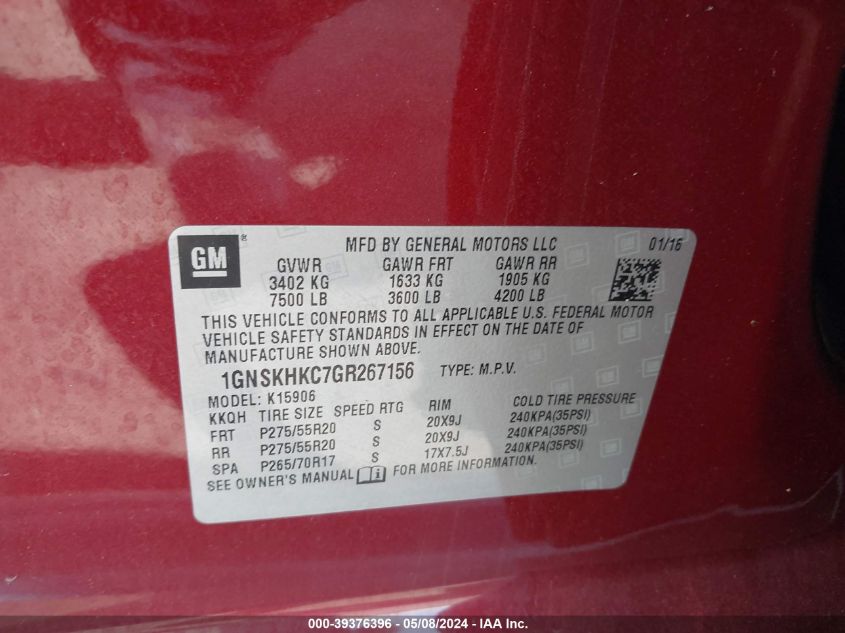 GM ®
MFD BY GENERAL MOTORS LLC 01/16
GVWR GAWR FRT GAWR RR
3402 KG 1633 KG 1905 KG
7500 LB 3600 LB 4200 LB
THIS VEHICLE CONFORMS TO ALL APPLICABLE U.S. FEDERAL MOTOR
VEHICLE SAFETY STANDARDS IN EFFECT ON THE DATE OF
MANUFACTURE SHOWN ABOVE.
1GNSKHKC7GR267156 TYPE: M.P.V.
MODEL: K15906
KKQH TIRE SIZE SPEED RTG RIM COLD TIRE PRESSURE
FRT P275/55R20 S 20X9J 240KPA(35PSI)
RR P275/55R20 S 20X9J 240KPA(35PSI)
SPA P265/70R17 S 17X7.5J 240KPA(35PSI)
SEE OWNER'S MANUAL FOR MORE INFORMATION.
000-39376396 - 05/08/2024 - IAA Inc.